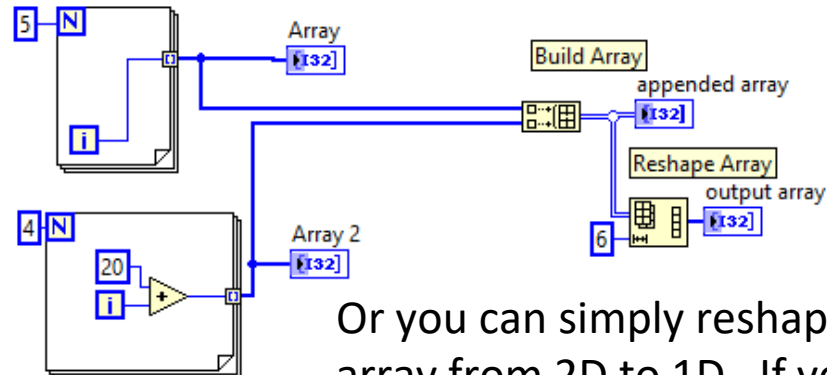 5
N
Array
[I32]
i
Build Array
appended array
[I32]
Reshape Array
output array
[I32]
6
4
N
20
i
+
Array 2
[I32]
Or you can simply reshap
array from 2D to 1D. If yo